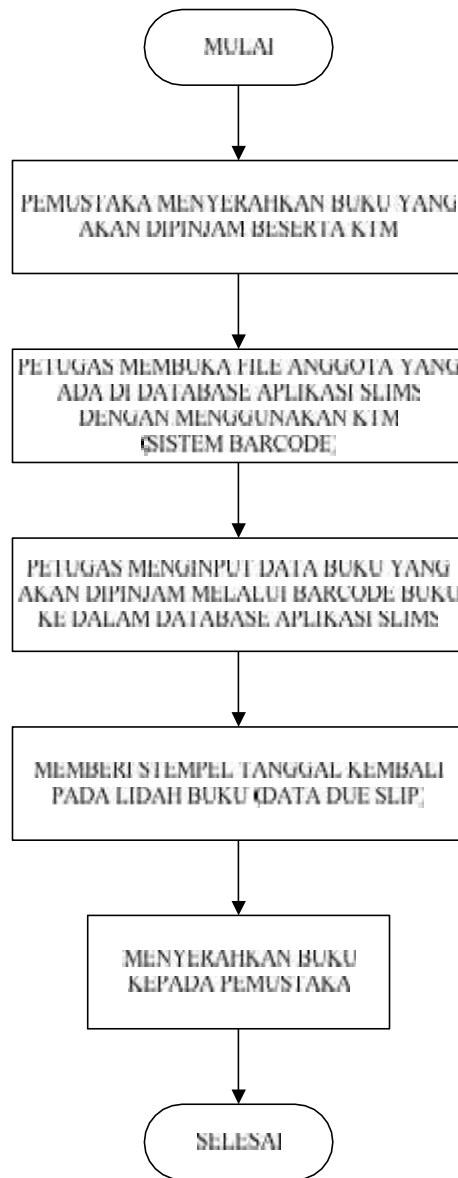 MULAI
PEMUSTAKA MENYERAHKAN BUKU YANG
AKAN DIPINJAM BESERTA KTM
PETUGAS MEMBUKA FILE ANGGOTA YANG
ADA DI DATABASE APLIKASI SLIMS
DENGAN MENGGUNAKAN KTM
(SISTEM BARCODE)
PETUGAS MENGINPUT DATA BUKU YANG
AKAN DIPINJAM MELALUI BARCODE BUKU
KE DALAM DATABASE APLIKASI SLIMS
MEMBERI STEMPEL TANGGAL KEMBALI
PADA LIDAH BUKU (DATA DUE SLIP)
MENYERAHKAN BUKU
KEPADA PEMUSTAKA
SELESAI